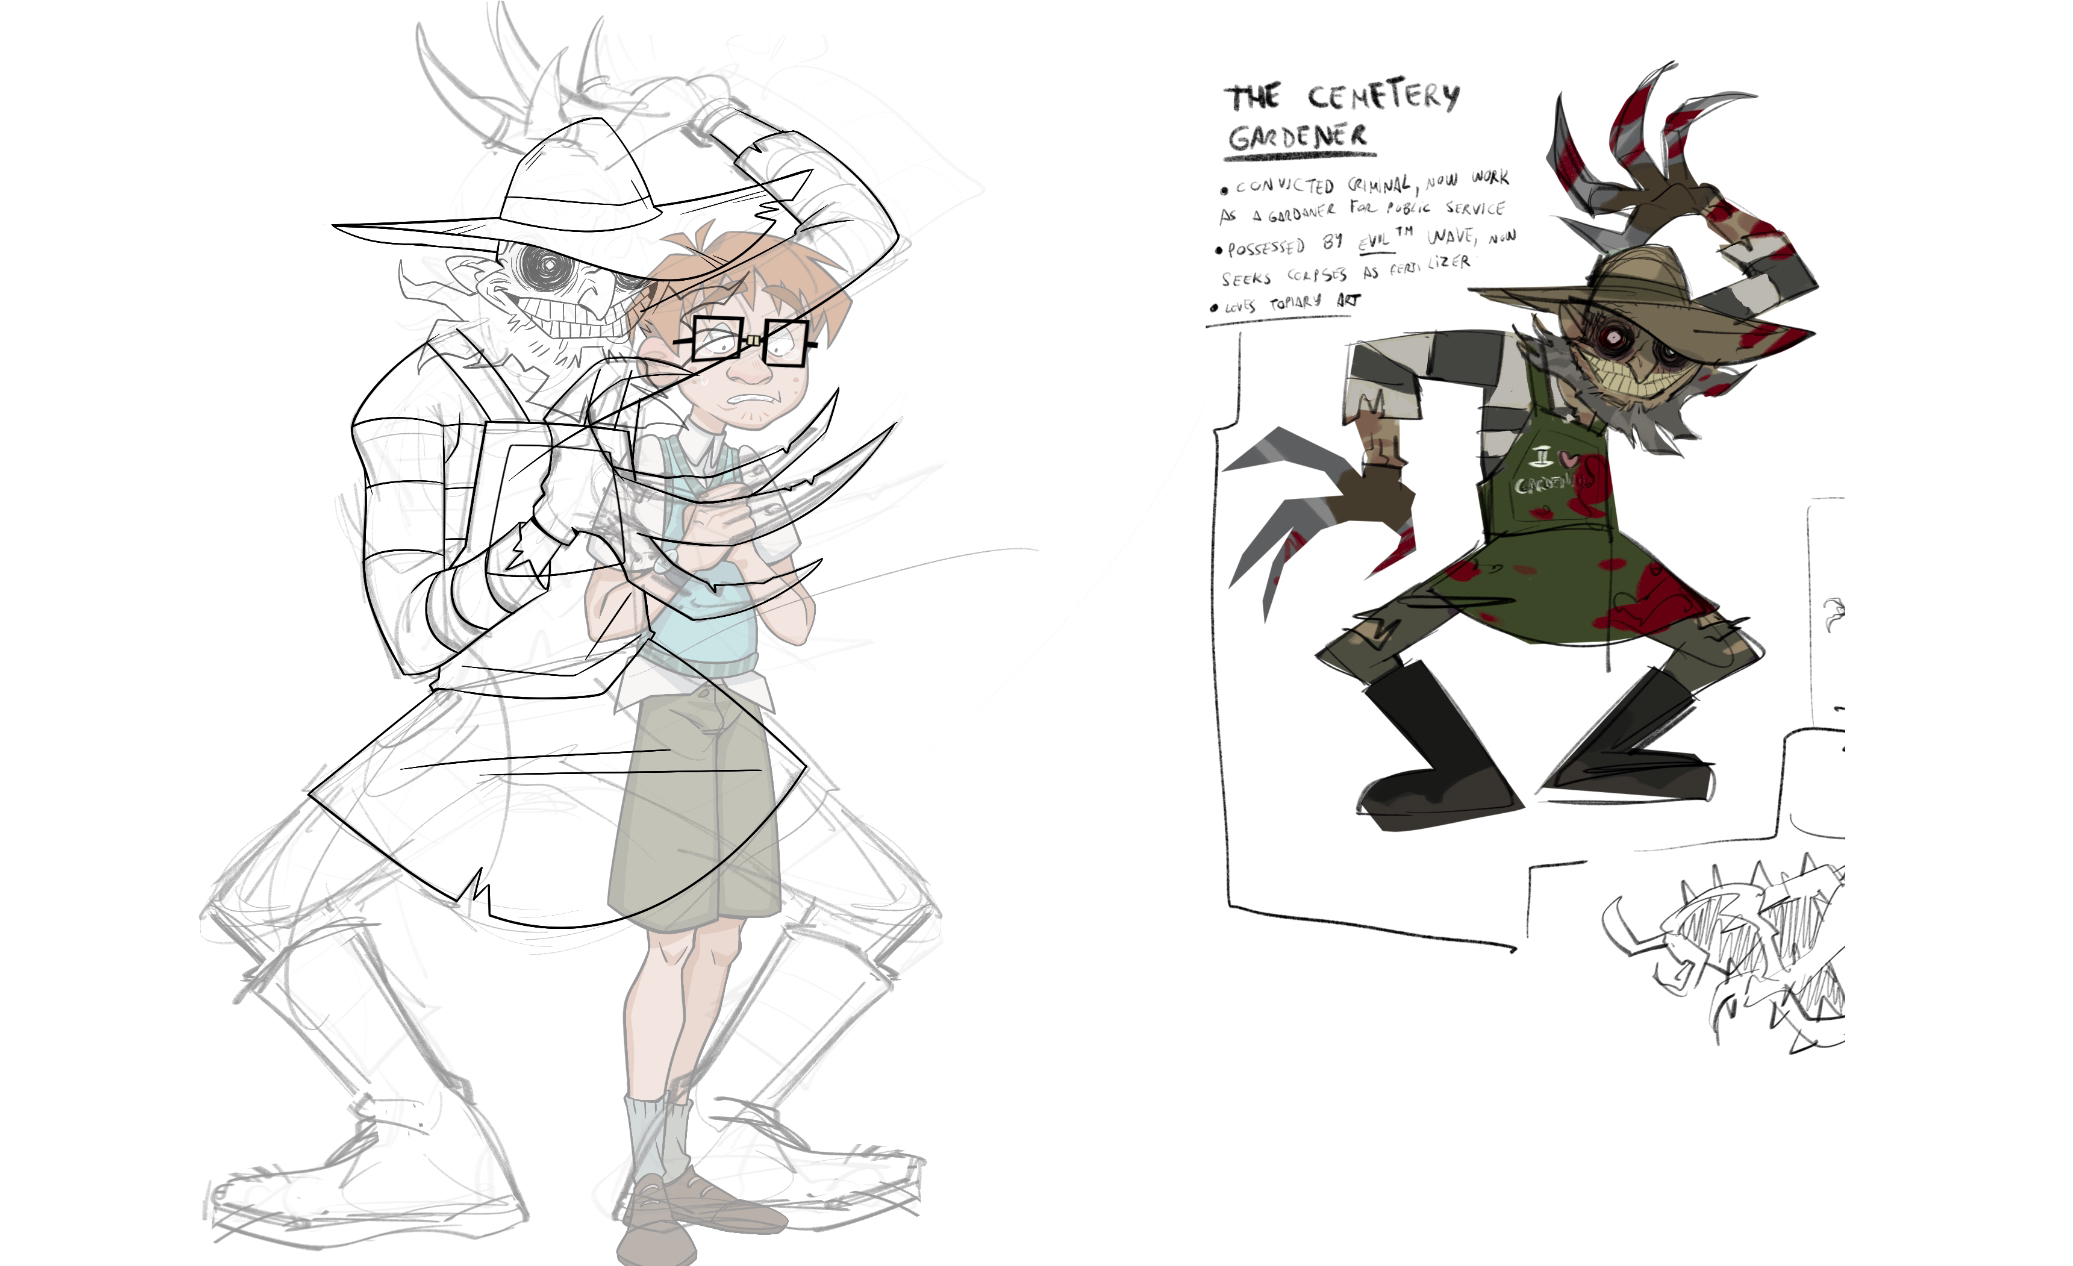 THE CEMETERY
GARDENER
• CONVICTED CRIMINAL, NOW WORK
AS A GARDANER FOR PUBLIC SERVICE
• POSSESSED BY EVIL™ WAVE, NOW
SEEKS CORPSES AS FERTILIZER
• LOVES TOPIARY ART
I ♥
GARDENING